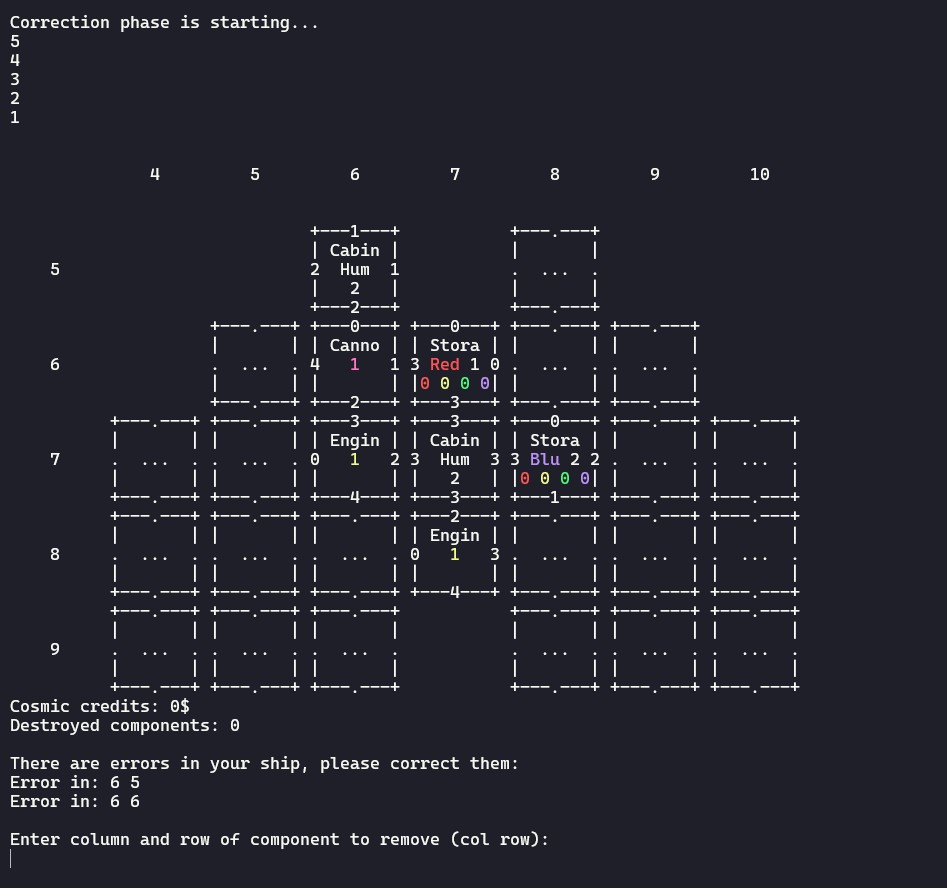 Correction phase is starting...
5
4
3
2
1
         4         5         6         7         8         9         10
                              +---1---+           +---.---+
                              | Cabin |           |       |
    5                         2  Hum  1           .  ...  .
                              |   2   |           |       |
                              +---2---+           +---.---+
                    +---.---+ +---0---+ +---0---+ +---.---+ +---.---+
                    |       | | Canno | | Stora | |       | |       |
    6               .  ...  . 4   1   1 3 Red 1 0 .  ...  . .  ...  .
                    |       | |       | |0 0 0 0| |       | |       |
                    +---.---+ +---2---+ +---3---+ +---.---+ +---.---+
          +---.---+ +---.---+ +---3---+ +---3---+ +---0---+ +---.---+ +---.---+
          |       | |       | | Engin | | Cabin | | Stora | |       | |       |
    7     .  ...  . .  ...  . 0   1   2 3  Hum  3 3 Blu 2 2 .  ...  . .  ...  .
          |       | |       | |       | |   2   | |0 0 0 0| |       | |       |
          +---.---+ +---.---+ +---4---+ +---3---+ +---1---+ +---.---+ +---.---+
          +---.---+ +---.---+ +---.---+ +---2---+ +---.---+ +---.---+ +---.---+
          |       | |       | |       | | Engin | |       | |       | |       |
    8     .  ...  . .  ...  . .  ...  . 0   1   3 .  ...  . .  ...  . .  ...  .
          |       | |       | |       | |       | |       | |       | |       |
          +---.---+ +---.---+ +---.---+ +---4---+ +---.---+ +---.---+ +---.---+
          +---.---+ +---.---+ +---.---+           +---.---+ +---.---+ +---.---+
          |       | |       | |       |           |       | |       | |       |
    9     .  ...  . .  ...  . .  ...  .           .  ...  . .  ...  . .  ...  .
          |       | |       | |       |           |       | |       | |       |
          +---.---+ +---.---+ +---.---+           +---.---+ +---.---+ +---.---+
Cosmic credits: 0$
Destroyed components: 0
There are errors in your ship, please correct them:
Error in: 6 5
Error in: 6 6
Enter column and row of component to remove (col row):